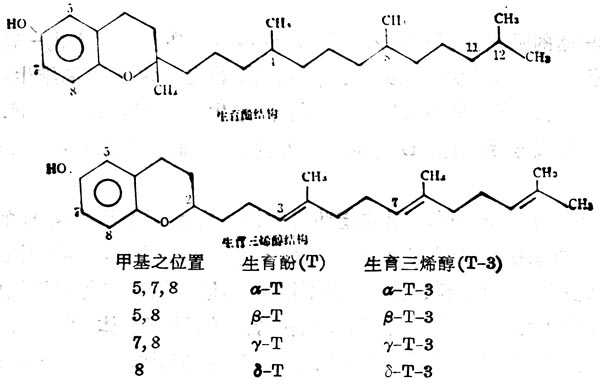 CH₃ CH₃ CH₃
5
HO
7
8
O
CH₃
4 8 11 12
CH₃
生育酚结构
5
HO
7
8
O
2
3
CH₃
7
CH₃
CH₃
CH₃
生育三烯醇结构
甲基之位置 生育酚(T) 生育三烯醇(T-3)
5,7,8 α-T α-T-3
5,8 β-T β-T-3
7,8 γ-T γ-T-3
8 δ-T δ-T-3